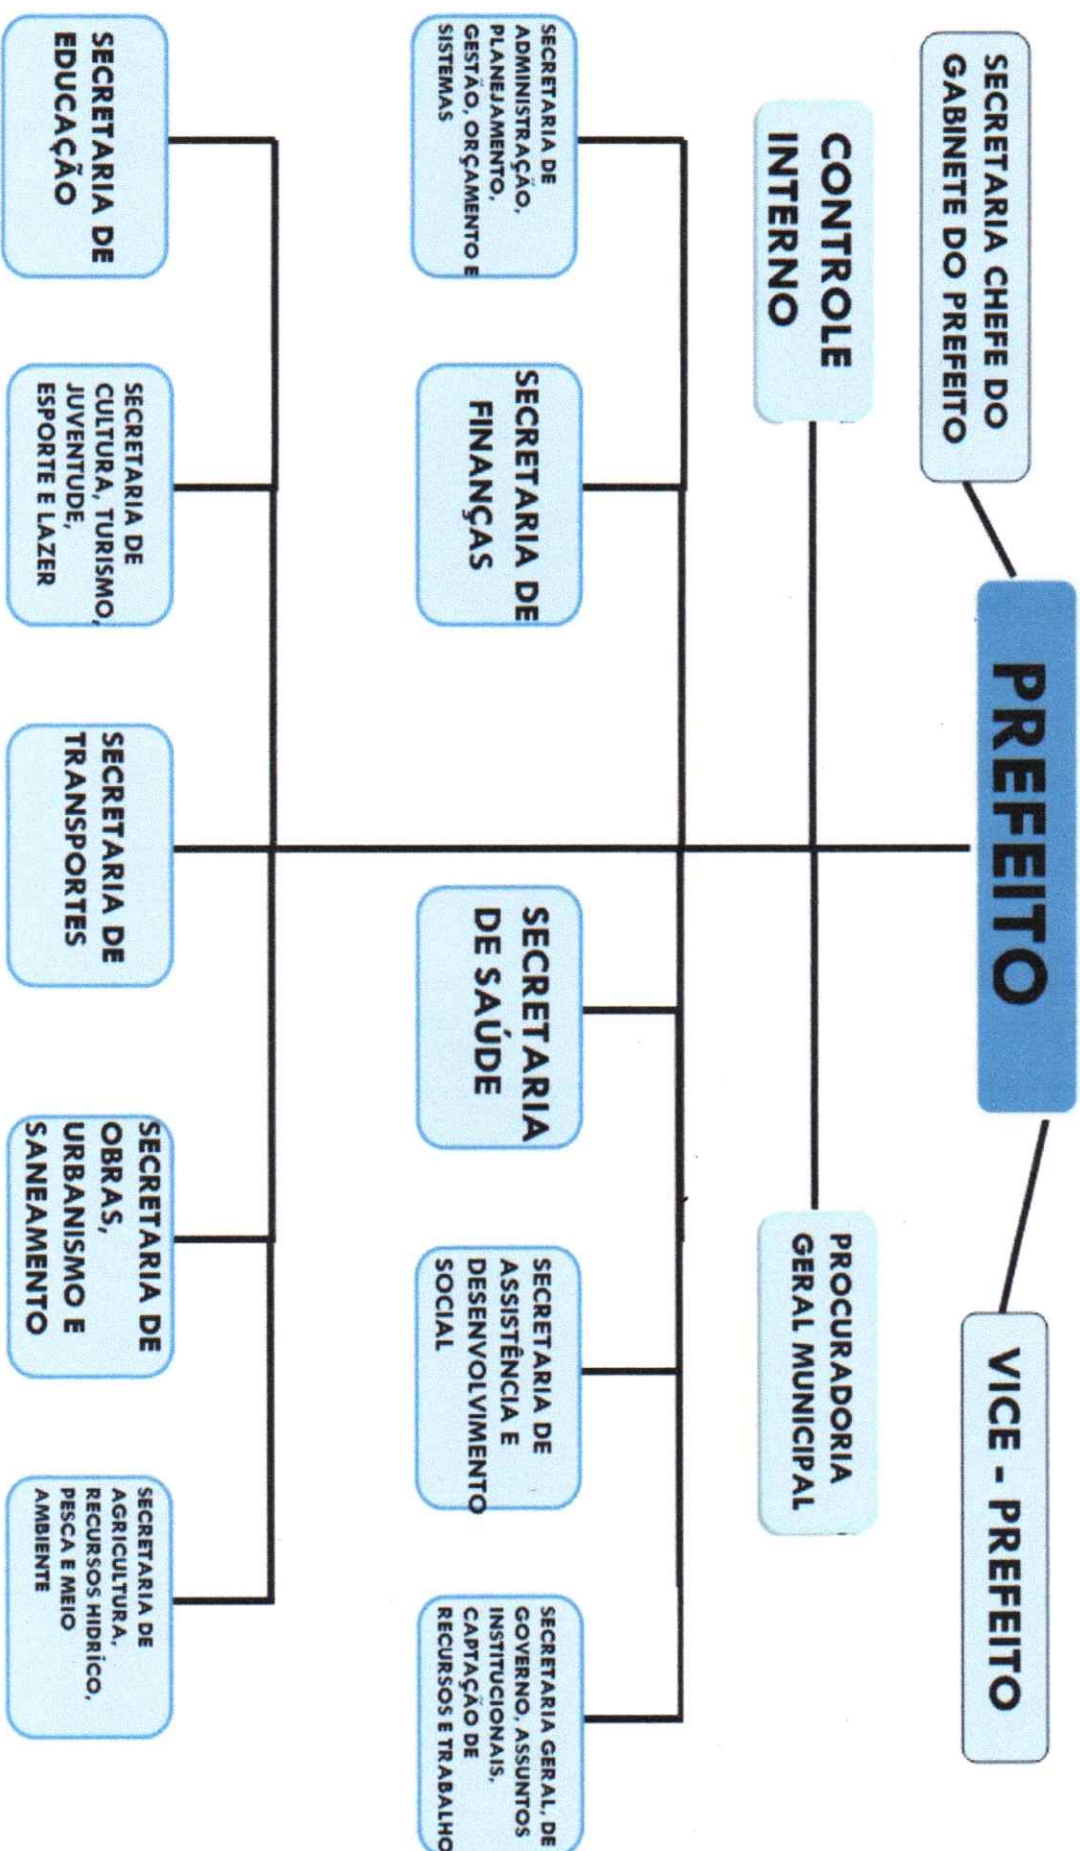 PREFEITO
SECRETARIA CHEFE DO
GABINETE DO PREFEITO
VICE - PREFEITO
CONTROLE
INTERNO
PROCURADORIA
GERAL MUNICIPAL
SECRETARIA DE
ADMINISTRAÇÃO,
PLANEJAMENTO,
GESTÃO, ORÇAMENTO E
SISTEMAS
SECRETARIA DE
FINANÇAS
SECRETARIA
DE SAÚDE
SECRETARIA DE
ASSISTÊNCIA E
DESENVOLVIMENTO
SOCIAL
SECRETARIA GERAL, DE
GOVERNO, ASSUNTOS
INSTITUCIONAIS,
CAPTAÇÃO DE
RECURSOS E TRABALHO
SECRETARIA DE
EDUCAÇÃO
SECRETARIA DE
CULTURA, TURISMO,
JUVENTUDE,
ESPORTE E LAZER
SECRETARIA DE
TRANSPORTES
SECRETARIA DE
OBRAS,
URBANISMO E
SANEAMENTO
SECRETARIA DE
AGRICULTURA,
RECURSOS HIDRÍCO,
PESCA E MEIO
AMBIENTE